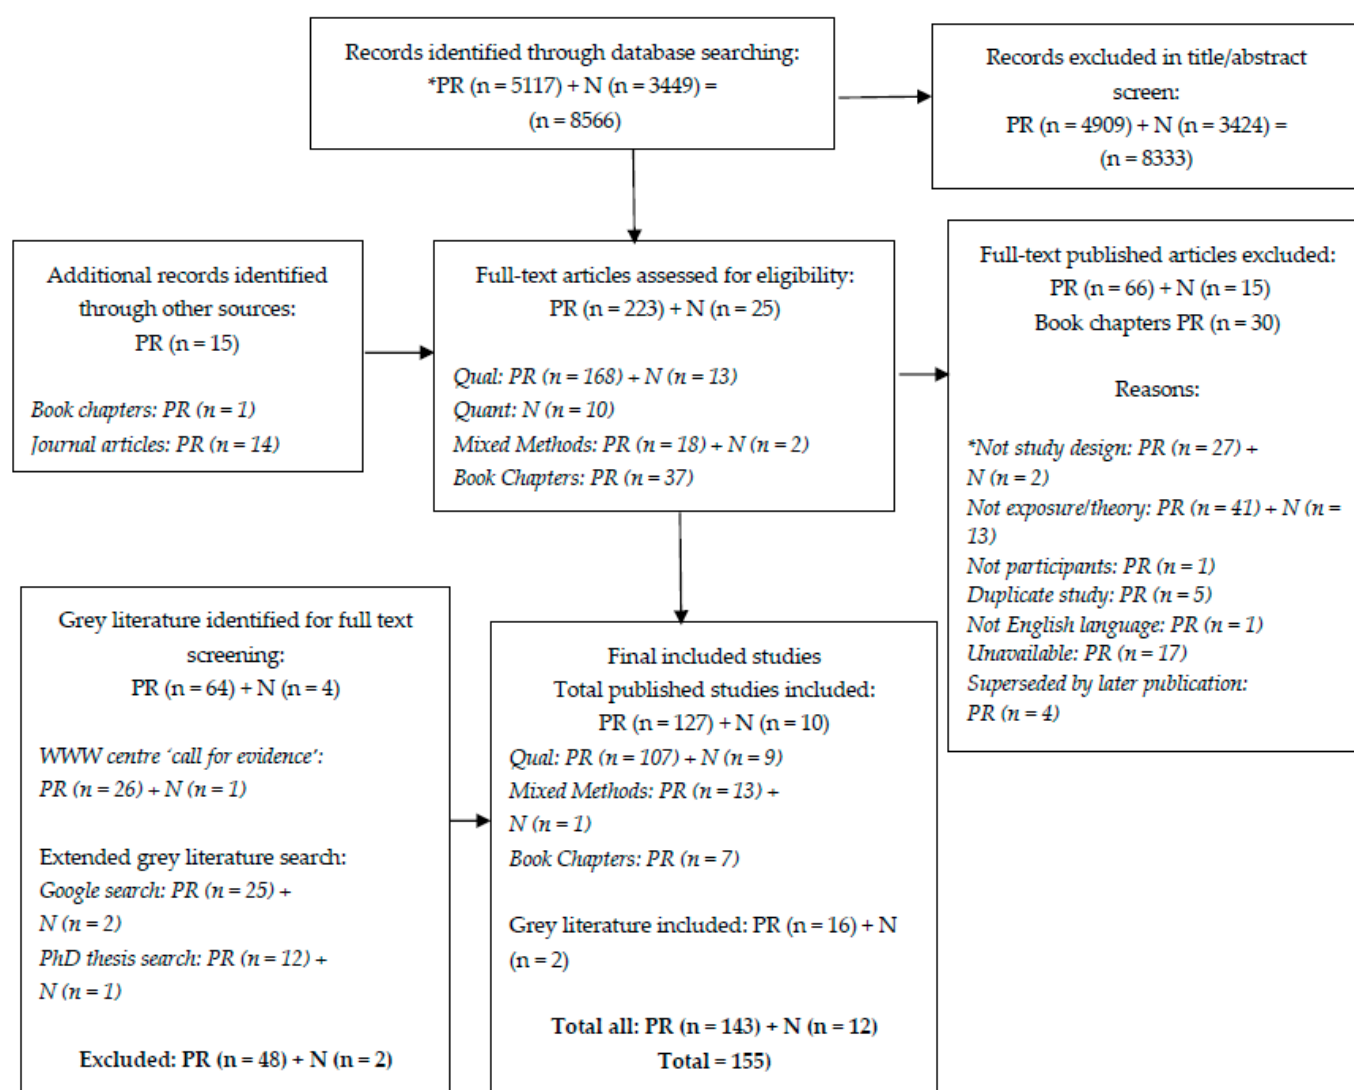 Records identified through database searching:
*PR (n = 5117) + N (n = 3449) =
(n = 8566)
Records excluded in title/abstract
screen:
PR (n = 4909) + N (n = 3424) =
(n = 8333)
Additional records identified
through other sources:
PR (n = 15)
Book chapters: PR (n = 1)
Journal articles: PR (n = 14)
Full-text articles assessed for eligibility:
PR (n = 223) + N (n = 25)
Qual: PR (n = 168) + N (n = 13)
Quant: N (n = 10)
Mixed Methods: PR (n = 18) + N (n = 2)
Book Chapters: PR (n = 37)
Full-text published articles excluded:
PR (n = 66) + N (n = 15)
Book chapters PR (n = 30)
Reasons:
*Not study design: PR (n = 27) +
N (n = 2)
Not exposure/theory: PR (n = 41) + N (n =
13)
Not participants: PR (n = 1)
Duplicate study: PR (n = 5)
Not English language: PR (n = 1)
Unavailable: PR (n = 17)
Superseded by later publication:
PR (n = 4)
Grey literature identified for full text
screening:
PR (n = 64) + N (n = 4)
WWW centre 'call for evidence':
PR (n = 26) + N (n = 1)
Extended grey literature search:
Google search: PR (n = 25) +
N (n = 2)
PhD thesis search: PR (n = 12) +
N (n = 1)
Excluded: PR (n = 48) + N (n = 2)
Final included studies
Total published studies included:
PR (n = 127) + N (n = 10)
Qual: PR (n = 107) + N (n = 9)
Mixed Methods: PR (n = 13) +
N (n = 1)
Book Chapters: PR (n = 7)
Grey literature included: PR (n = 16) + N
(n = 2)
Total all: PR (n = 143) + N (n = 12)
Total = 155)